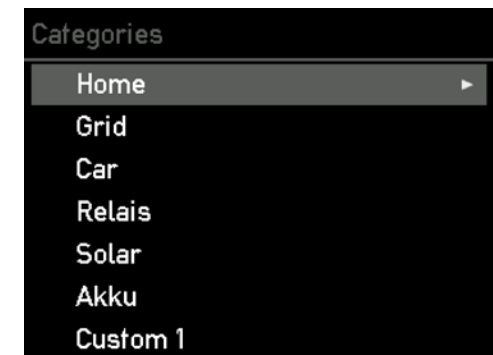 Categories
Home
Grid
Car
Relais
Solar
Akku
Custom 1